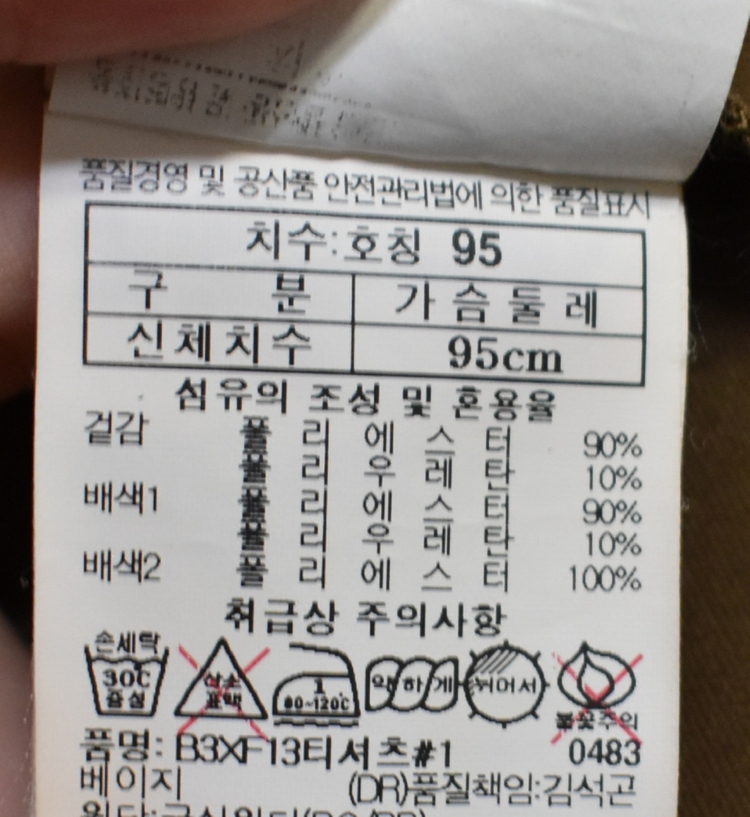 품질경영 및 공산품 안전관리법에 의한 품질표시
치수:호칭 95
구 분 가슴둘레
신체치수 95cm
섬유의 조성 및 혼용율
겉감 폴리에스터 90%
폴리우레탄 10%
배색1 폴리에스터 90%
폴리우레탄 10%
배색2 폴리에스터 100%
취급상 주의사항
손세탁 30℃ 중성
산소 표백
1 80~120℃
약하게
뉘어서
불꽃주의
품명: B3XF13티셔츠#1 0483
베이지 (DR)품질책임:김석곤